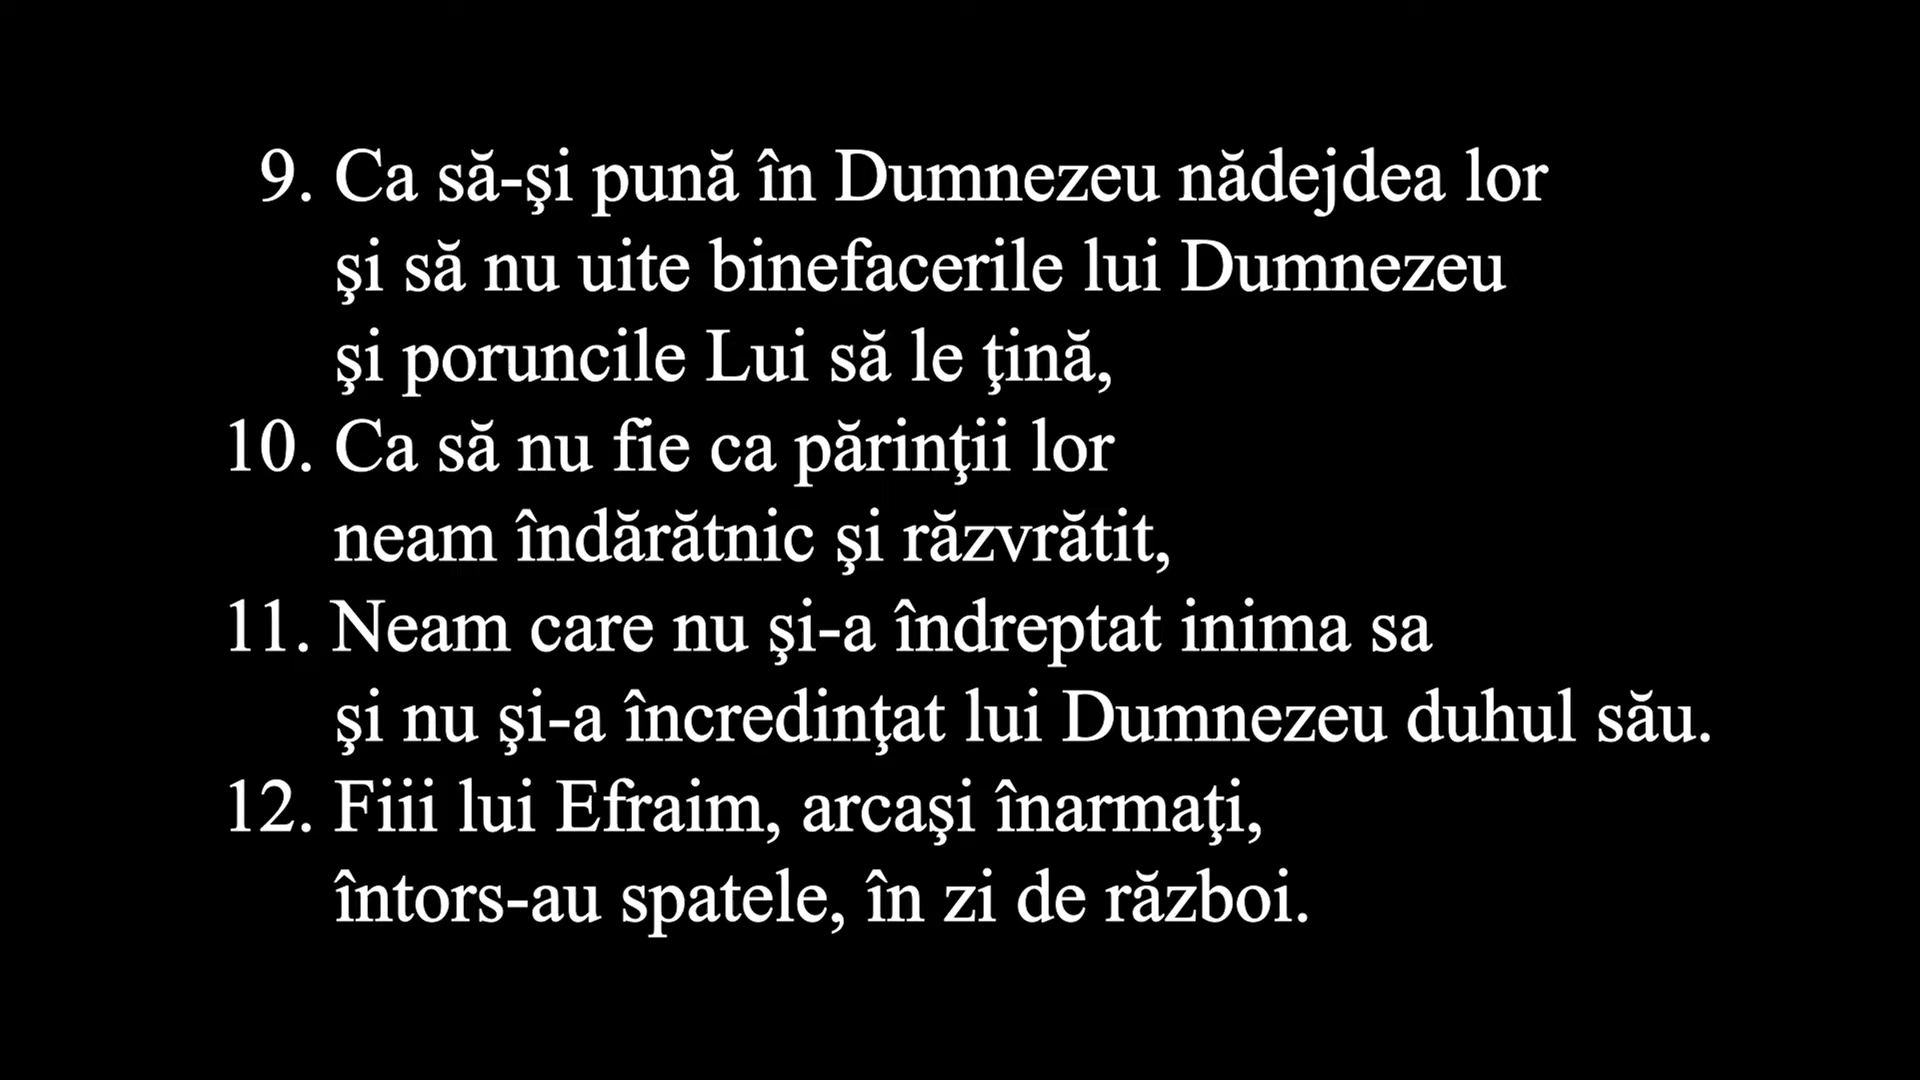 9. Ca să-şi pună în Dumnezeu nădejdea lor
şi să nu uite binefacerile lui Dumnezeu
şi poruncile Lui să le ţină,
10. Ca să nu fie ca părinţii lor
neam îndărătnic şi răzvrătit,
11. Neam care nu şi-a îndreptat inima sa
şi nu şi-a încredinţat lui Dumnezeu duhul său.
12. Fiii lui Efraim, arcaşi înarmaţi,
întors-au spatele, în zi de război.